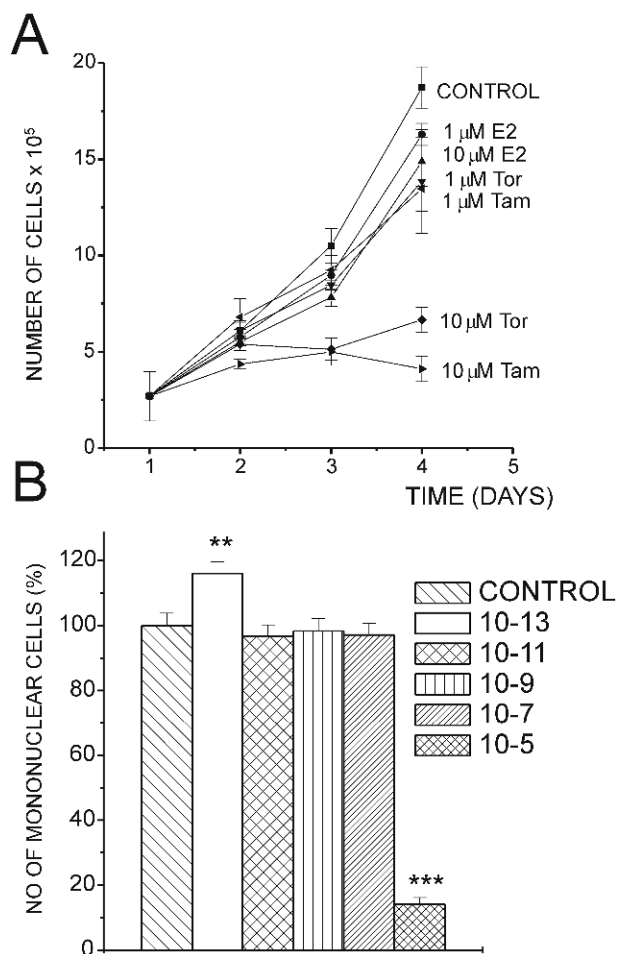 A
NUMBER OF CELLS x 10⁵
20
15
10
5
0
CONTROL
1 μM E2
10 μM E2
1 μM Tor
1 μM Tam
10 μM Tor
10 μM Tam
1 2 3 4 5
TIME (DAYS)
B
NO OF MONONUCLEAR CELLS (%)
120
100
80
60
40
20
0
**
***
CONTROL
10-13
10-11
10-9
10-7
10-5